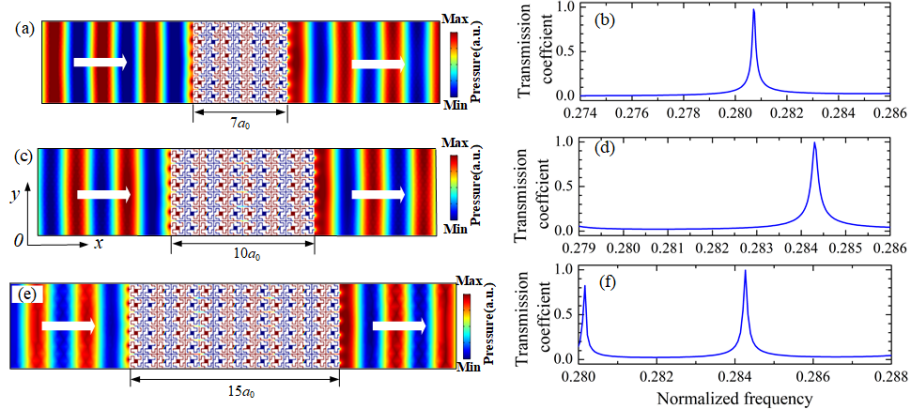 (a)
Max
Pressure(a.u.)
Min
7a0
(b)
Transmission
coefficient
1.0
0.5
0.0
0.274 0.276 0.278 0.280 0.282 0.284 0.286
(c)
Max
Pressure(a.u.)
Min
y
0 x
10a0
(d)
Transmission
coefficient
1.0
0.5
0.0
0.279 0.280 0.281 0.282 0.283 0.284 0.285 0.286
(e)
Max
Pressure(a.u.)
Min
15a0
(f)
Transmission
coefficient
1.0
0.5
0.0
0.280 0.282 0.284 0.286 0.288
Normalized frequency